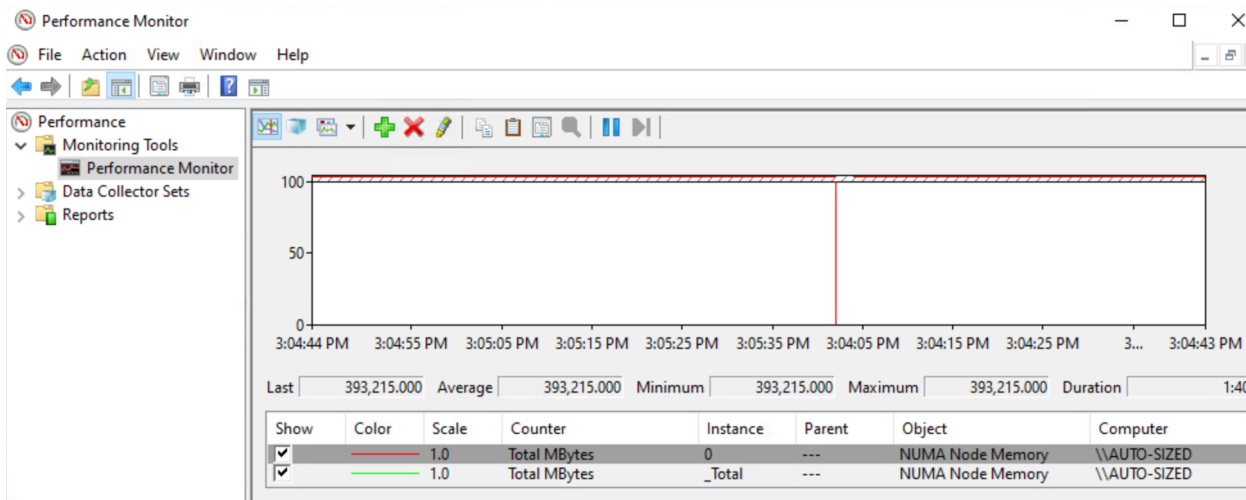 Performance Monitor
File Action View Window Help
Performance
Monitoring Tools
Performance Monitor
Data Collector Sets
Reports
100
50
0
3:04:44 PM 3:04:55 PM 3:05:05 PM 3:05:15 PM 3:05:25 PM 3:05:35 PM 3:04:05 PM 3:04:15 PM 3:04:25 PM 3... 3:04:43 PM
Last 393,215.000 Average 393,215.000 Minimum 393,215.000 Maximum 393,215.000 Duration 1:40
Show Color Scale Counter Instance Parent Object Computer
1.0 Total MBytes 0 --- NUMA Node Memory \\AUTO-SIZED
1.0 Total MBytes _Total --- NUMA Node Memory \\AUTO-SIZED